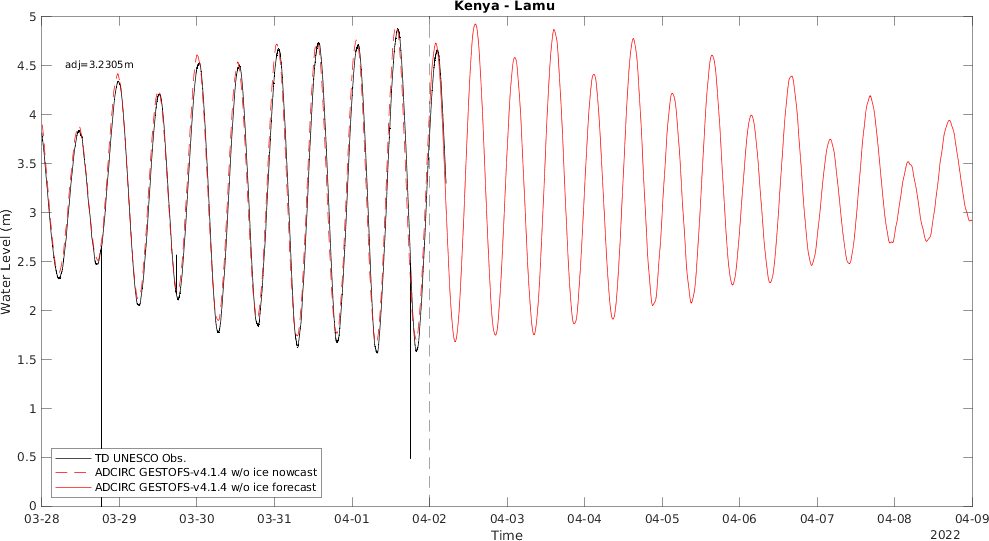 Kenya - Lamu
5
4.5
4
3.5
3
2.5
2
1.5
1
0.5
0
Water Level (m)
adj=3.2305m
TD UNESCO Obs.
ADCIRC GESTOFS-v4.1.4 w/o ice nowcast
ADCIRC GESTOFS-v4.1.4 w/o ice forecast
03-28 03-29 03-30 03-31 04-01 04-02 04-03 04-04 04-05 04-06 04-07 04-08 04-09
Time
2022